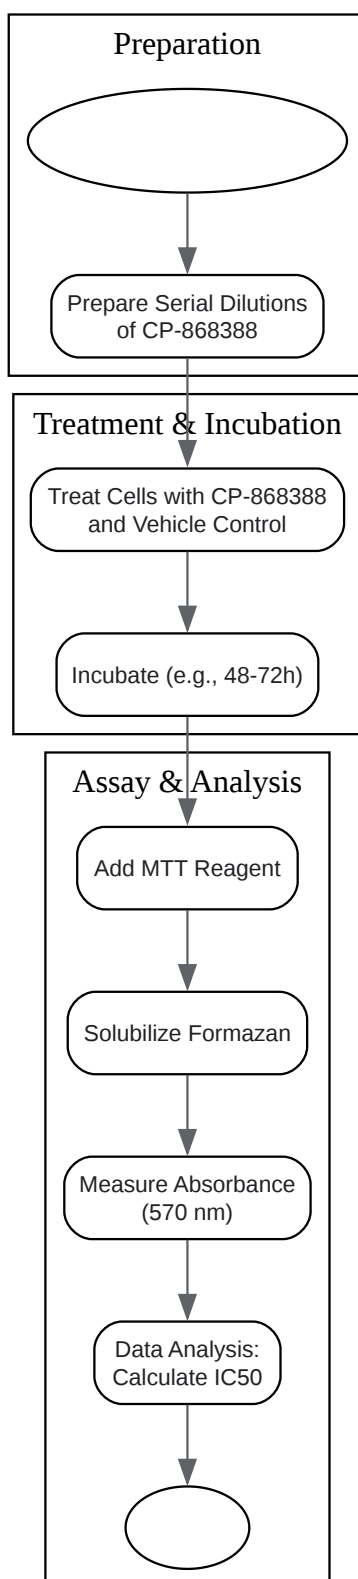 Preparation
Prepare Serial Dilutions
of CP-868388
Treatment & Incubation
Treat Cells with CP-868388
and Vehicle Control
Incubate (e.g., 48-72h)
Assay & Analysis
Add MTT Reagent
Solubilize Formazan
Measure Absorbance
(570 nm)
Data Analysis:
Calculate IC50